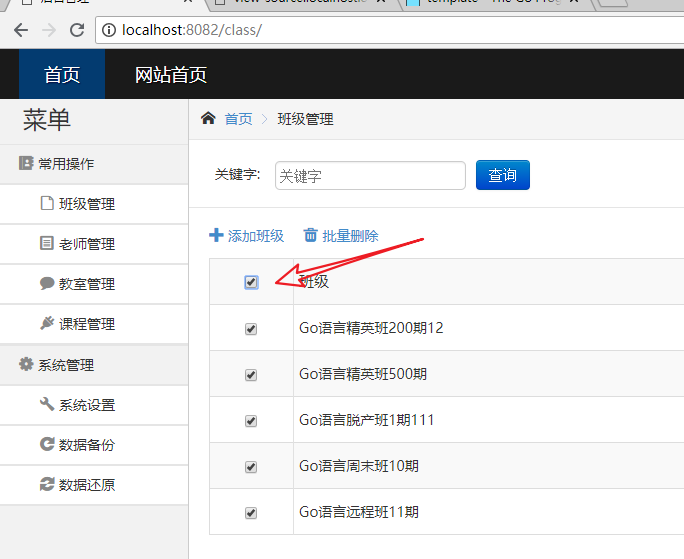 localhost:8082/class/
首页 网站首页
菜单
常用操作
班级管理
老师管理
教室管理
课程管理
系统管理
系统设置
数据备份
数据还原
首页 班级管理
关键字: 关键字 查询
添加班级 批量删除
班级
Go语言精英班200期12
Go语言精英班500期
Go语言脱产班1期111
Go语言周末班10期
Go语言远程班11期